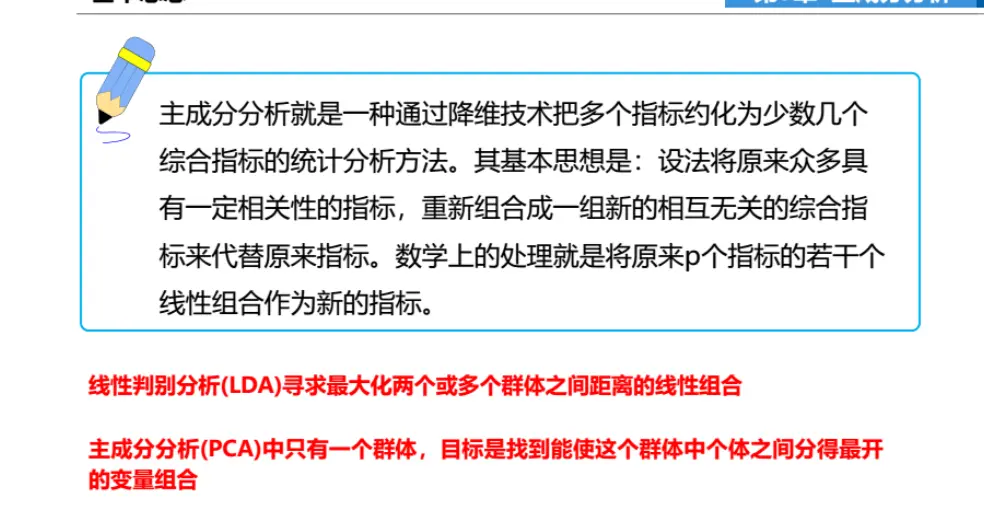 主成分分析就是一种通过降维技术把多个指标约化为少数几个
综合指标的统计分析方法。其基本思想是：设法将原来众多具
有一定相关性的指标，重新组合成一组新的相互无关的综合指
标来代替原来指标。数学上的处理就是将原来p个指标的若干个
线性组合作为新的指标。
线性判别分析(LDA)寻求最大化两个或多个群体之间距离的线性组合
主成分分析(PCA)中只有一个群体，目标是找到能使这个群体中个体之间分得最开
的变量组合